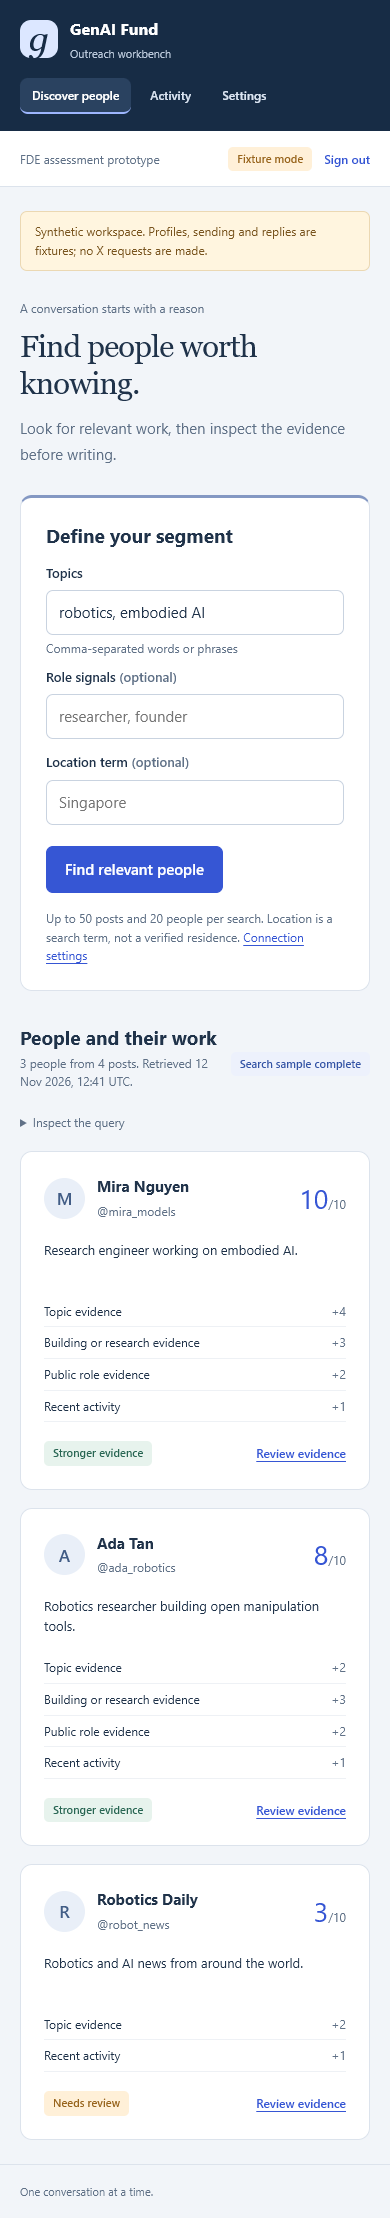 g
GenAI Fund
Outreach workbench
Discover people Activity Settings
FDE assessment prototype Fixture mode Sign out
Synthetic workspace. Profiles, sending and replies are
fixtures; no X requests are made.
A conversation starts with a reason
Find people worth
knowing.
Look for relevant work, then inspect the evidence
before writing.
Define your segment
Topics
robotics, embodied AI
Comma-separated words or phrases
Role signals (optional)
researcher, founder
Location term (optional)
Singapore
Find relevant people
Up to 50 posts and 20 people per search. Location is a
search term, not a verified residence. Connection
settings
People and their work
3 people from 4 posts. Retrieved 12
Nov 2026, 12:41 UTC.
Search sample complete
Inspect the query
M
Mira Nguyen
@mira_models
10/10
Research engineer working on embodied AI.
Topic evidence +4
Building or research evidence +3
Public role evidence +2
Recent activity +1
Stronger evidence Review evidence
A
Ada Tan
@ada_robotics
8/10
Robotics researcher building open manipulation
tools.
Topic evidence +2
Building or research evidence +3
Public role evidence +2
Recent activity +1
Stronger evidence Review evidence
R
Robotics Daily
@robot_news
3/10
Robotics and AI news from around the world.
Topic evidence +2
Recent activity +1
Needs review Review evidence
One conversation at a time.